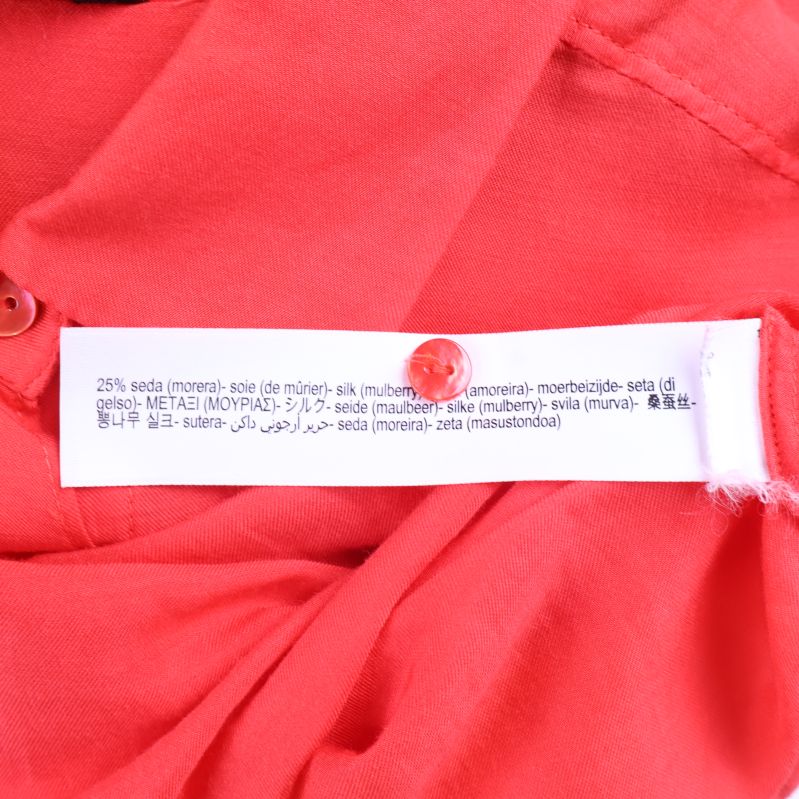 25% seda (morera)- soie (de mûrier)- silk (mulberry) (amoreira)- moerbeizijde- seta (di
gelso)- ΜΕΤΑΞΙ (ΜΟΥΡΙΑΣ)- シルク- seide (maulbeer)- silke (mulberry)- svila (murva)- 桑蚕丝-
뽕나무 실크- sutera- حرير أرجوني داكن- seda (moreira)- zeta (masustondoa)